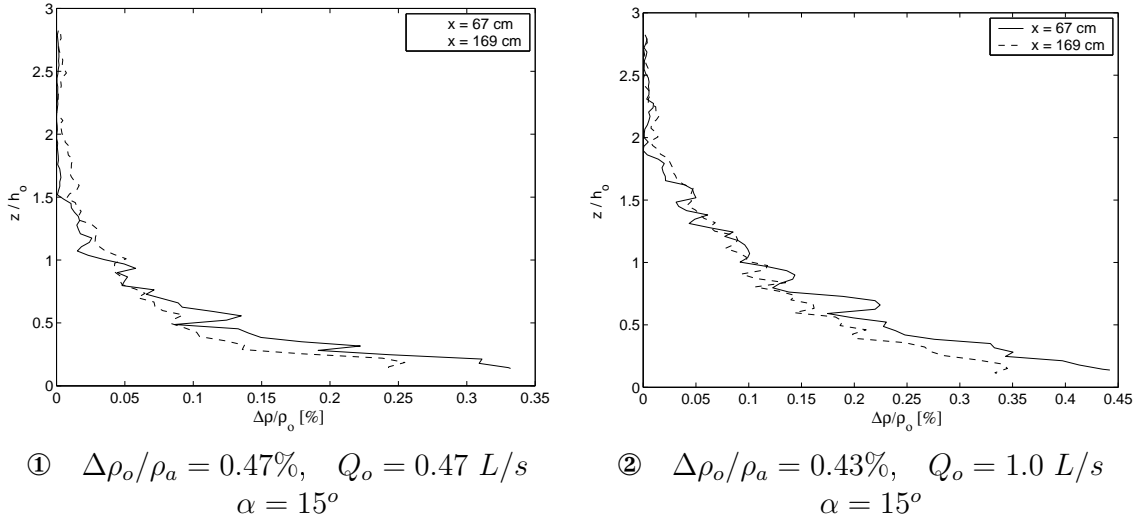 3
2.5
2
1.5
1
0.5
0
z / h_o
0 0.05 0.1 0.15 0.2 0.25 0.3 0.35
Δρ/ρ_o [%]
x = 67 cm
x = 169 cm
① Δρ_o/ρ_a = 0.47%, Q_o = 0.47 L/s
α = 15^o
3
2.5
2
1.5
1
0.5
0
z / h_o
0 0.05 0.1 0.15 0.2 0.25 0.3 0.35 0.4 0.45
Δρ/ρ_o [%]
x = 67 cm
x = 169 cm
② Δρ_o/ρ_a = 0.43%, Q_o = 1.0 L/s
α = 15^o